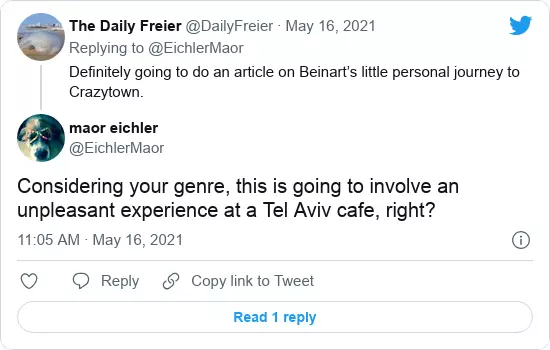 The Daily Freier @DailyFreier · May 16, 2021
Replying to @EichlerMaor
Definitely going to do an article on Beinart’s little personal journey to
Crazytown.
maor eichler
@EichlerMaor
Considering your genre, this is going to involve an
unpleasant experience at a Tel Aviv cafe, right?
11:05 AM · May 16, 2021
Reply
Copy link to Tweet
Read 1 reply